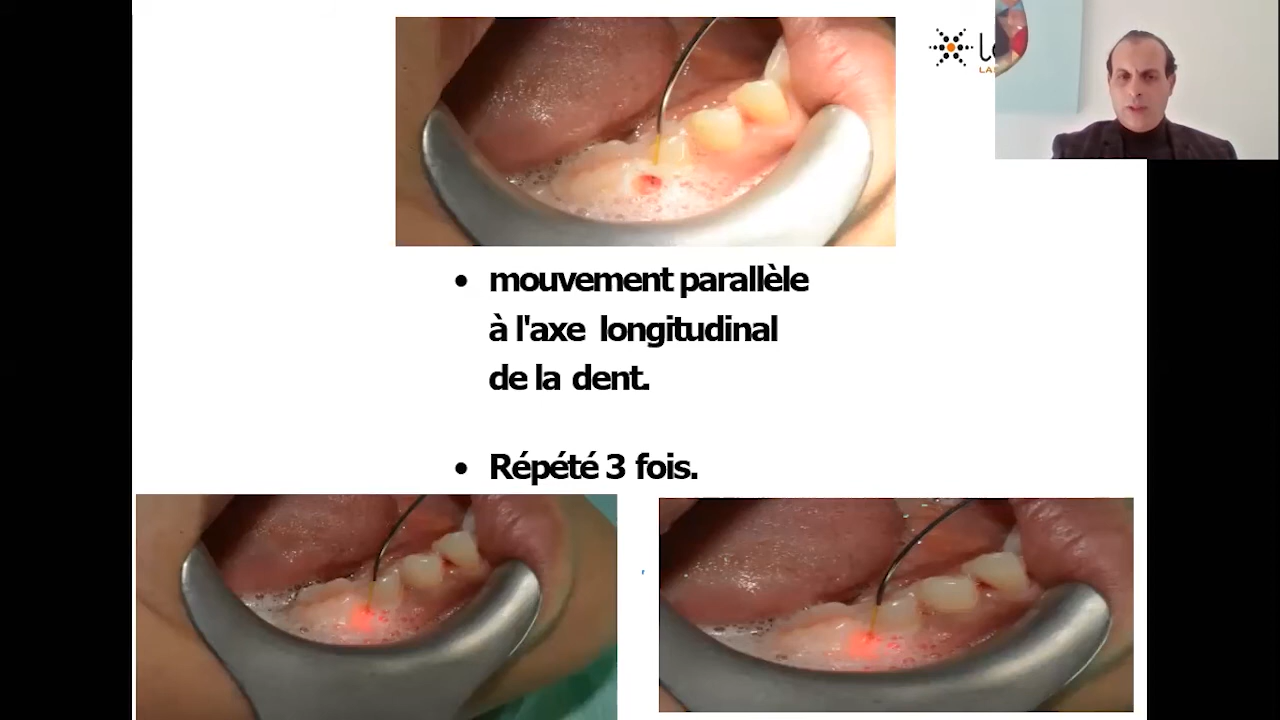 mouvement parallèle
à l'axe longitudinal
de la dent.
Répété 3 fois.